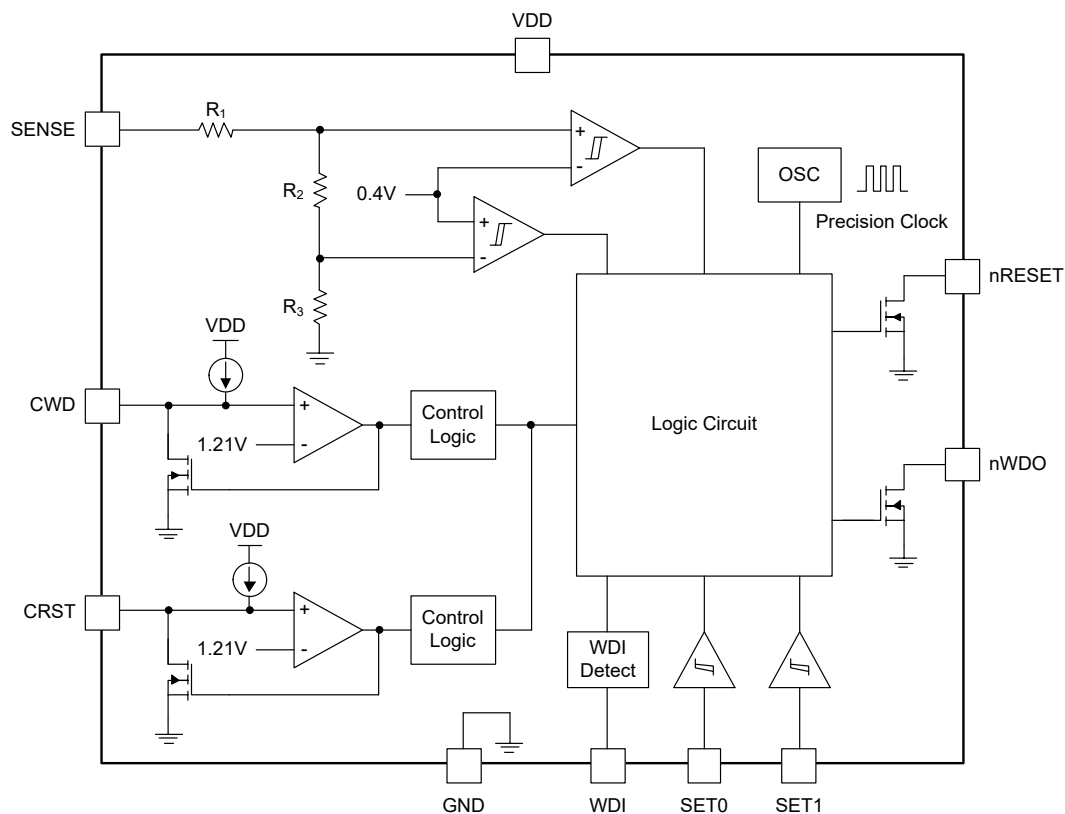 VDD
SENSE
R1
+
-
R2
0.4V
+
-
OSC
Precision Clock
R3
nRESET
VDD
CWD
+
1.21V
-
Control
Logic
Logic Circuit
nWDO
VDD
CRST
+
1.21V
-
Control
Logic
WDI
Detect
GND
WDI
SET0
SET1